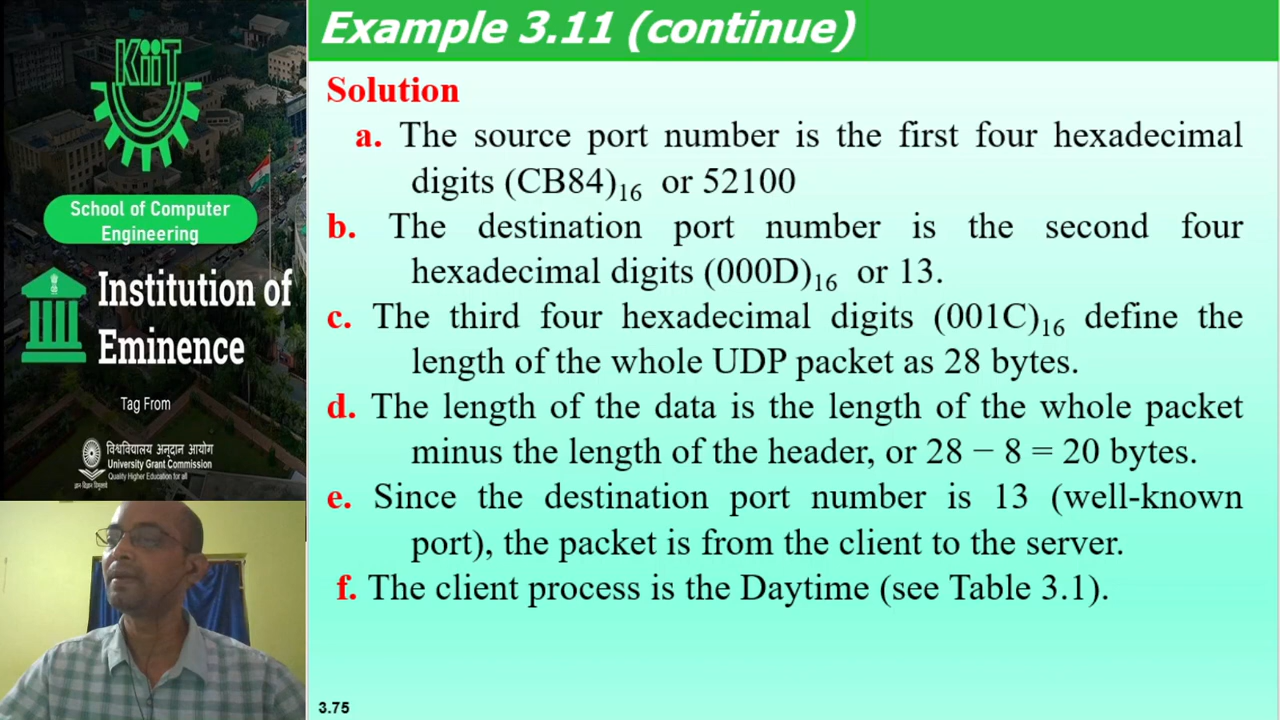 KiiT
School of Computer
Engineering
Institution of
Eminence
Tag From
विश्वविद्यालय अनुदान आयोग
University Grant Commission
Quality Higher Education for all
ज्ञान विज्ञान विमुक्तये
Example 3.11 (continue)
Solution
a. The source port number is the first four hexadecimal
digits (CB84)16 or 52100
b. The destination port number is the second four
hexadecimal digits (000D)16 or 13.
c. The third four hexadecimal digits (001C)16 define the
length of the whole UDP packet as 28 bytes.
d. The length of the data is the length of the whole packet
minus the length of the header, or 28 − 8 = 20 bytes.
e. Since the destination port number is 13 (well-known
port), the packet is from the client to the server.
f. The client process is the Daytime (see Table 3.1).
3.75